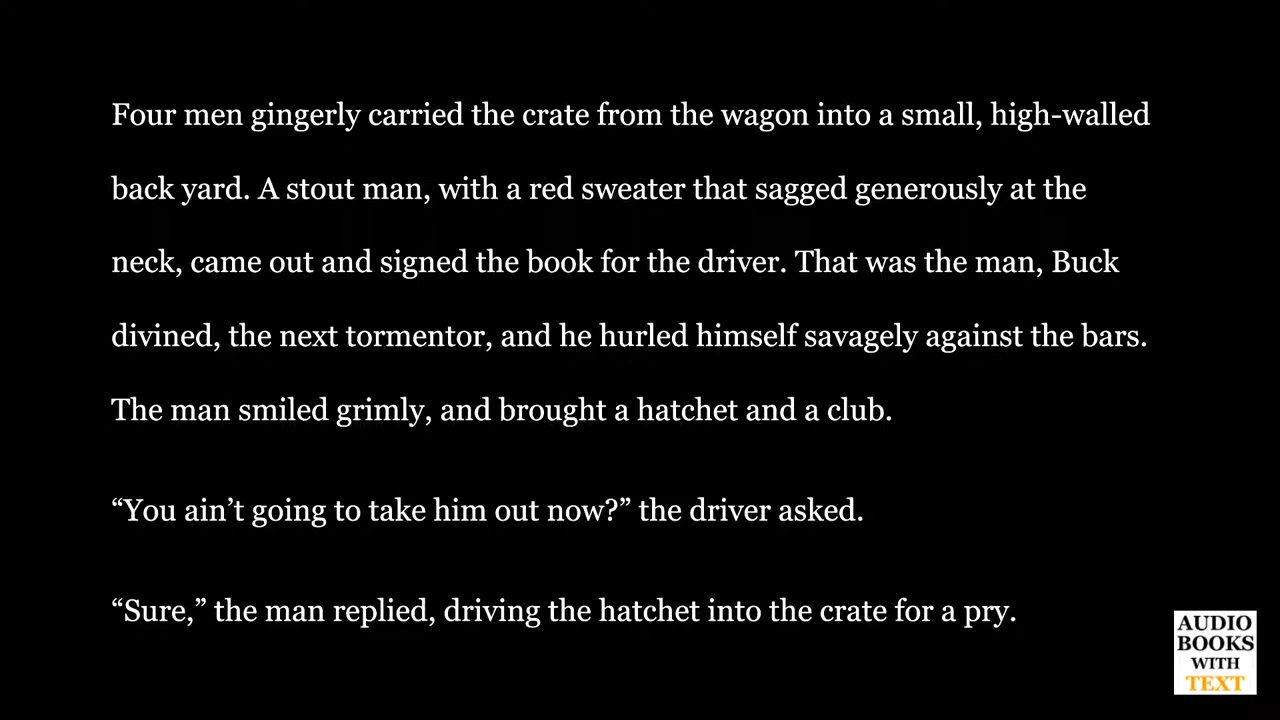 Four men gingerly carried the crate from the wagon into a small, high-walled
back yard. A stout man, with a red sweater that sagged generously at the
neck, came out and signed the book for the driver. That was the man, Buck
divined, the next tormentor, and he hurled himself savagely against the bars.
The man smiled grimly, and brought a hatchet and a club.
“You ain’t going to take him out now?” the driver asked.
“Sure,” the man replied, driving the hatchet into the crate for a pry.
AUDIO
BOOKS
WITH
TEXT